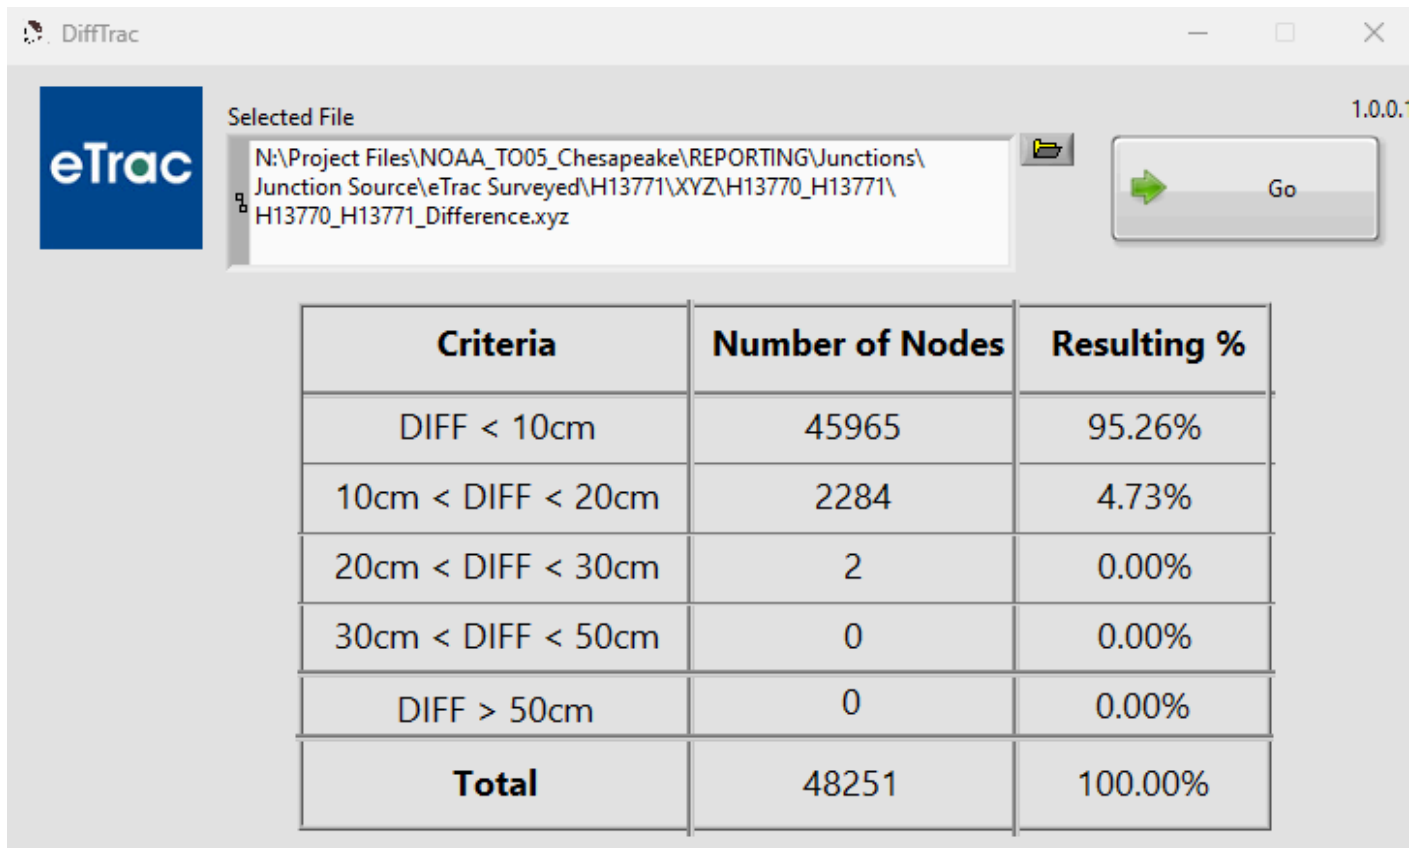 DiffTrac
eTrac
Selected File
1.0.0.1
N:\Project Files\NOAA_TO05_Chesapeake\REPORTING\Junctions\
Junction Source\eTrac Surveyed\H13771\XYZ\H13770_H13771\
H13770_H13771_Difference.xyz
Go
Criteria Number of Nodes Resulting %
DIFF < 10cm 45965 95.26%
10cm < DIFF < 20cm 2284 4.73%
20cm < DIFF < 30cm 2 0.00%
30cm < DIFF < 50cm 0 0.00%
DIFF > 50cm 0 0.00%
Total 48251 100.00%